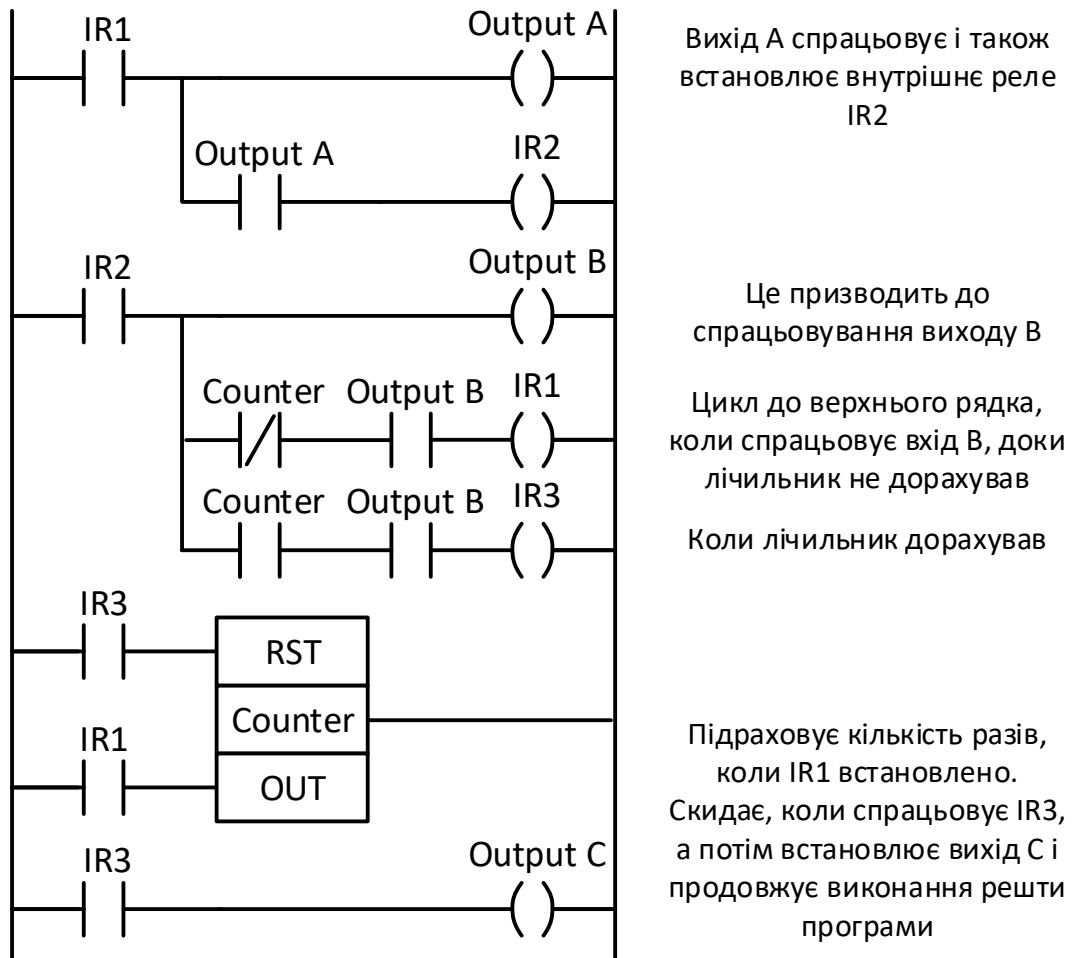 IR1
Output A
Output A
IR2
Вихід А спрацьовує і також
встановлює внутрішнє реле
IR2
IR2
Output B
Це призводить до
спрацьовування виходу В
Counter Output B IR1
Цикл до верхнього рядка,
коли спрацьовує вхід В, доки
лічильник не дорахував
Counter Output B IR3
Коли лічильник дорахував
IR3
RST
Counter
IR1
OUT
Підраховує кількість разів,
коли IR1 встановлено.
Скидає, коли спрацьовує IR3,
а потім встановлює вихід С і
продовжує виконання решти
програми
IR3
Output C